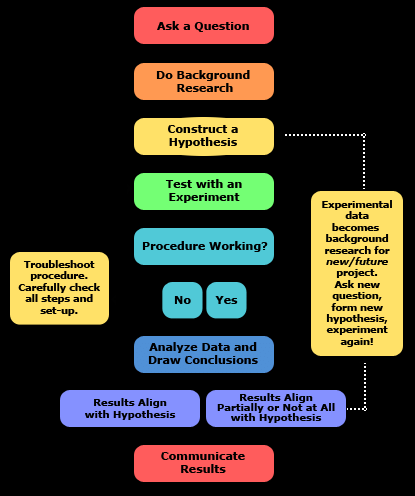 Ask a Question
Do Background
Research
Construct a
Hypothesis
Test with an
Experiment
Procedure Working?
Troubleshoot
procedure.
Carefully check
all steps and
set-up.
No
Yes
Experimental
data
becomes
background
research for
new/future
project.
Ask new
question,
form new
hypothesis,
experiment
again!
Analyze Data and
Draw Conclusions
Results Align
with Hypothesis
Results Align
Partially or Not at All
with Hypothesis
Communicate
Results